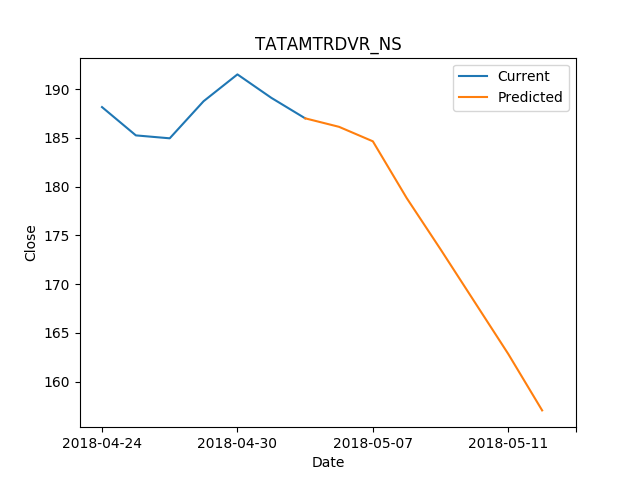 TATAMTRDVR_NS
Current
Predicted
190
185
180
175
170
165
160
Close
2018-04-24
2018-04-30
2018-05-07
2018-05-11
Date